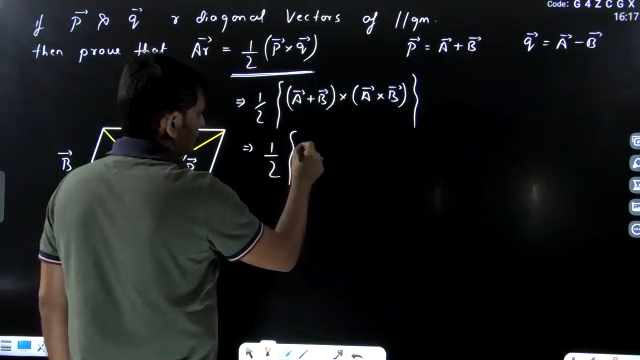 Code: G 4 Z C G X
16:17
if p⃗ & q⃗ r diagonal Vectors of //gm.
then prove that Ar⃗ = 1/2 (p⃗ × q⃗) p⃗ = A⃗ + B⃗ q⃗ = A⃗ - B⃗
⇒ 1/2 { (A⃗ + B⃗) × (A⃗ × B⃗) }
B⃗ ⇒ 1/2 {